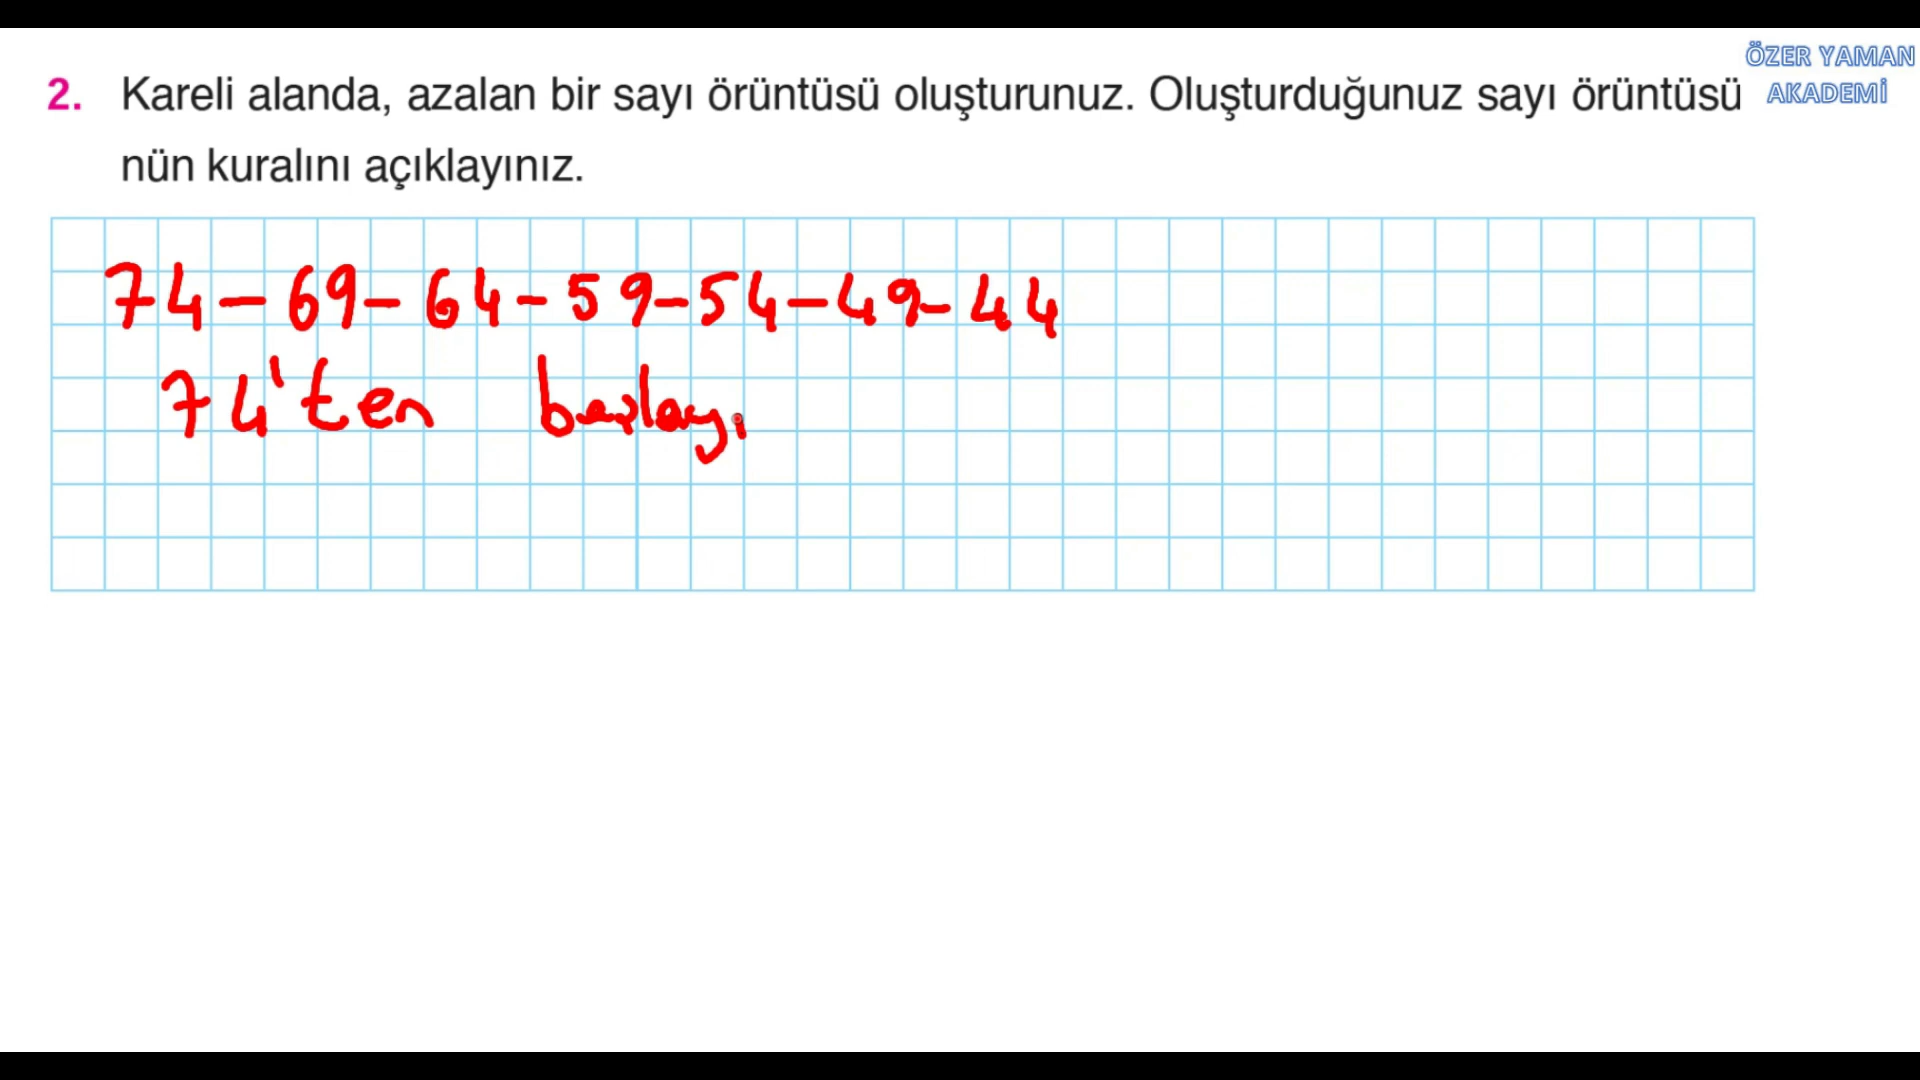 ÖZER YAMAN
AKADEMİ
2. Kareli alanda, azalan bir sayı örüntüsü oluşturunuz. Oluşturduğunuz sayı örüntüsü
nün kuralını açıklayınız.
74-69-64-59-54-49-44
74'ten başlayı